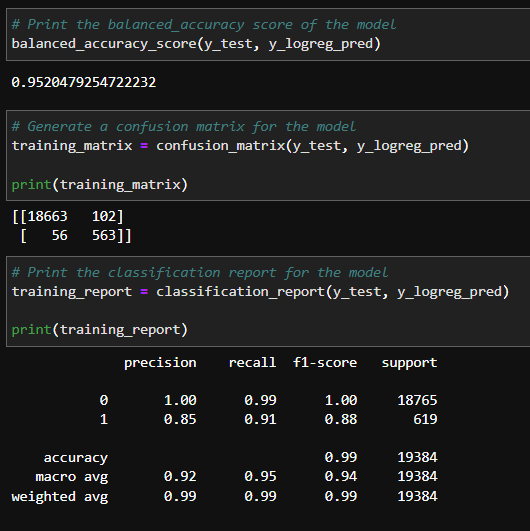 # Print the balanced_accuracy score of the model
balanced_accuracy_score(y_test, y_logreg_pred)
0.9520479254722232
# Generate a confusion matrix for the model
training_matrix = confusion_matrix(y_test, y_logreg_pred)
print(training_matrix)
[[18663   102]
 [   56   563]]
# Print the classification report for the model
training_report = classification_report(y_test, y_logreg_pred)
print(training_report)
              precision    recall  f1-score   support
           0       1.00      0.99      1.00     18765
           1       0.85      0.91      0.88       619
    accuracy                           0.99     19384
   macro avg       0.92      0.95      0.94     19384
weighted avg       0.99      0.99      0.99     19384